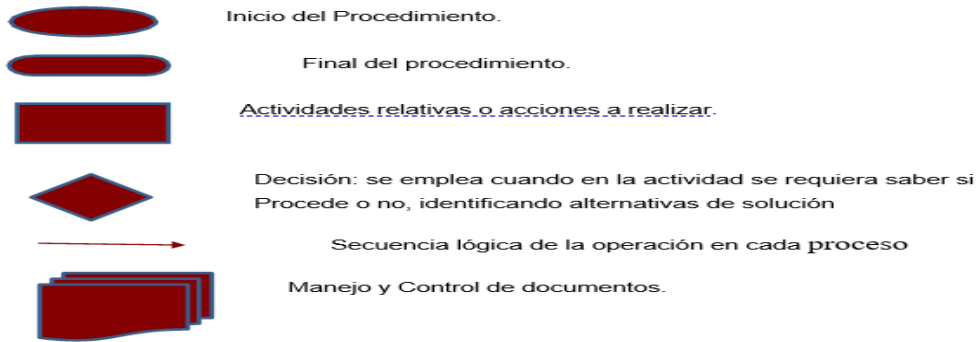 Inicio del Procedimiento.
Final del procedimiento.
Actividades relativas o acciones a realizar.
Decisión: se emplea cuando en la actividad se requiera saber si
Procede o no, identificando alternativas de solución
Secuencia lógica de la operación en cada proceso
Manejo y Control de documentos.